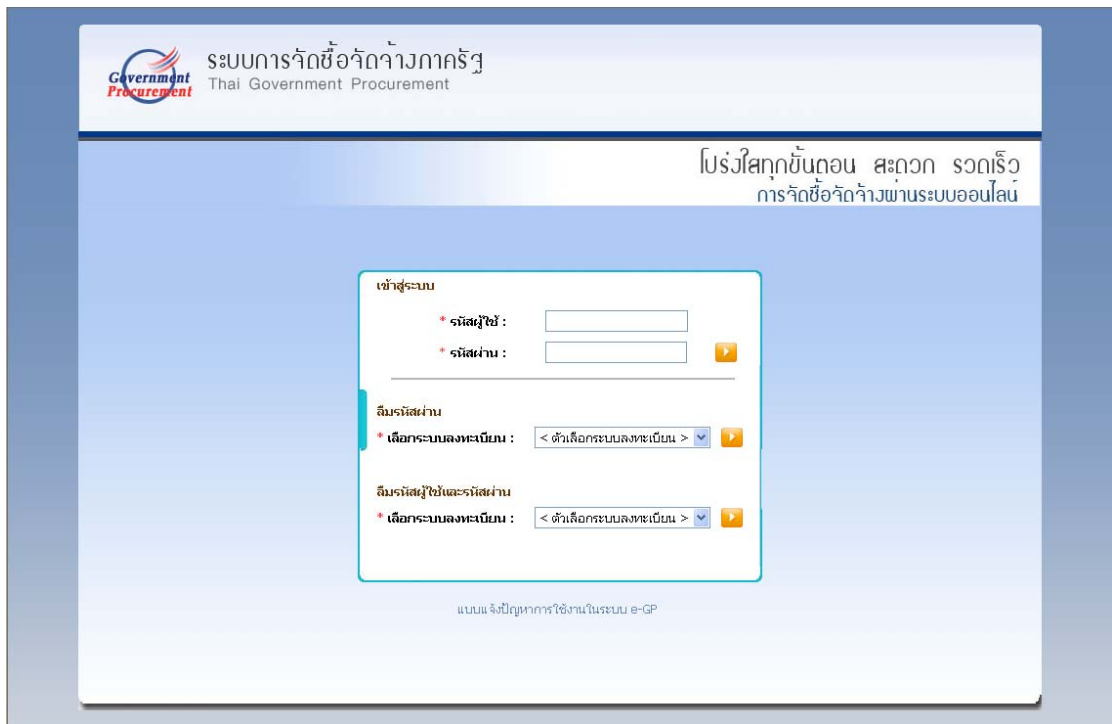 Government
Procurement
ระบบการจัดซื้อจัดจ้างภาครัฐ
Thai Government Procurement
โปร่งใสทุกขั้นตอน สะดวก รวดเร็ว
การจัดซื้อจัดจ้างผ่านระบบออนไลน์
เข้าสู่ระบบ
* รหัสผู้ใช้ :
* รหัสผ่าน :
ลืมรหัสผ่าน
* เลือกระบบลงทะเบียน : < ตัวเลือกระบบลงทะเบียน >
ลืมรหัสผู้ใช้และรหัสผ่าน
* เลือกระบบลงทะเบียน : < ตัวเลือกระบบลงทะเบียน >
แบบแจ้งปัญหาการใช้งานในระบบ e-GP